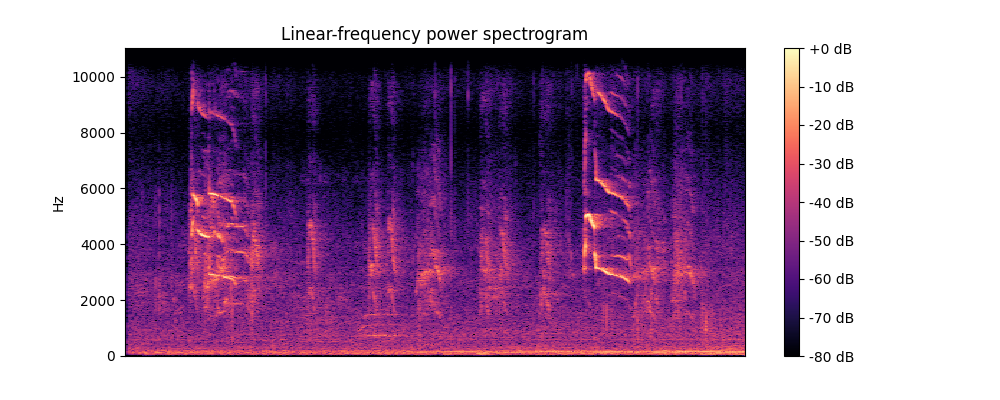 Linear-frequency power spectrogram
Hz
10000
8000
6000
4000
2000
0
+0 dB
-10 dB
-20 dB
-30 dB
-40 dB
-50 dB
-60 dB
-70 dB
-80 dB